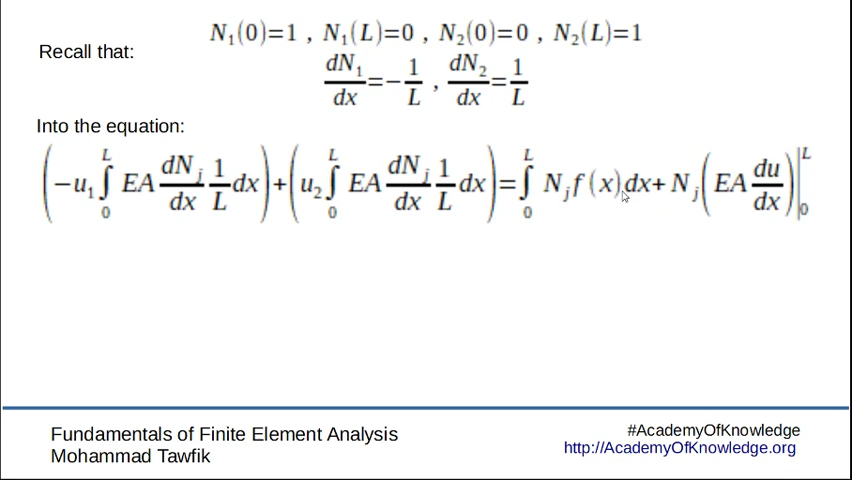 N₁(0)=1 , N₁(L)=0 , N₂(0)=0 , N₂(L)=1
Recall that:
dN₁/dx=−1/L , dN₂/dx=1/L
Into the equation:
(−u₁∫₀ᴸ EA dNⱼ/dx 1/L dx)+(u₂∫₀ᴸ EA dNⱼ/dx 1/L dx)=∫₀ᴸ Nⱼf(x)dx+Nⱼ(EA du/dx)|₀ᴸ
Fundamentals of Finite Element Analysis
Mohammad Tawfik
#AcademyOfKnowledge
http://AcademyOfKnowledge.org